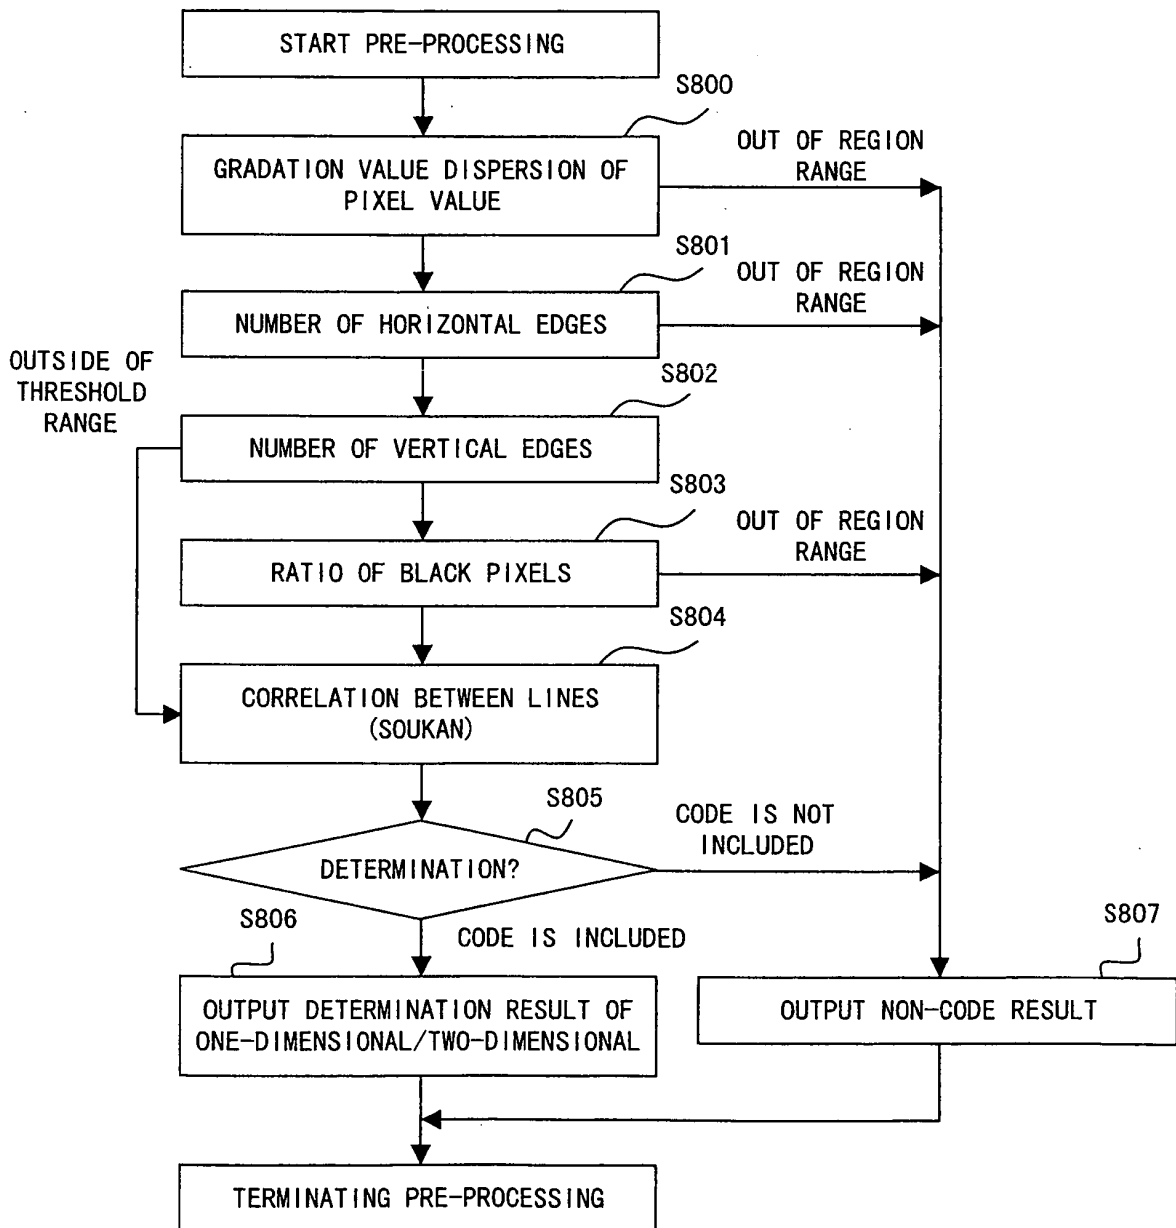 START PRE-PROCESSING
S800
GRADATION VALUE DISPERSION OF
PIXEL VALUE
OUT OF REGION
RANGE
S801
NUMBER OF HORIZONTAL EDGES
OUT OF REGION
RANGE
OUTSIDE OF
THRESHOLD
RANGE
S802
NUMBER OF VERTICAL EDGES
S803
RATIO OF BLACK PIXELS
OUT OF REGION
RANGE
S804
CORRELATION BETWEEN LINES
(SOUKAN)
S805
DETERMINATION?
CODE IS NOT
INCLUDED
S806
CODE IS INCLUDED
OUTPUT DETERMINATION RESULT OF
ONE-DIMENSIONAL/TWO-DIMENSIONAL
S807
OUTPUT NON-CODE RESULT
TERMINATING PRE-PROCESSING